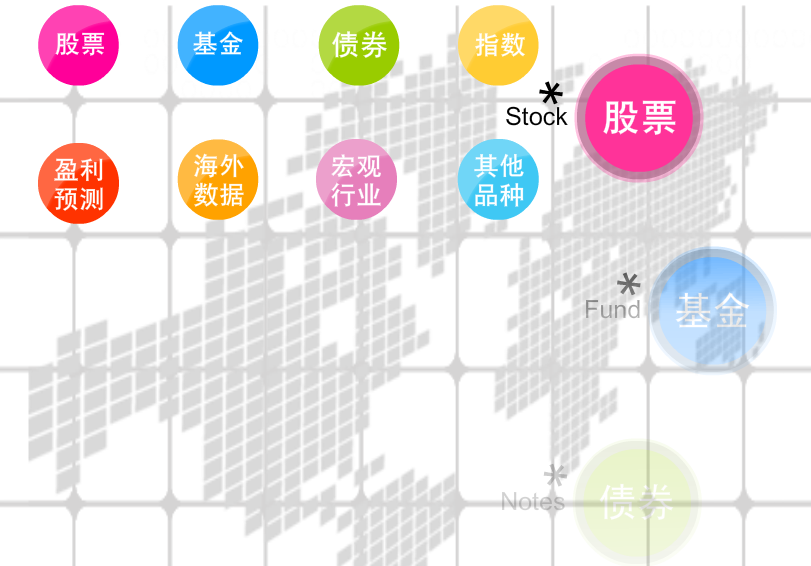 股票
基金
债券
指数
* Stock
股票
盈利
预测
海外
数据
宏观
行业
其他
品种
* Fund
基金
* Notes
债券